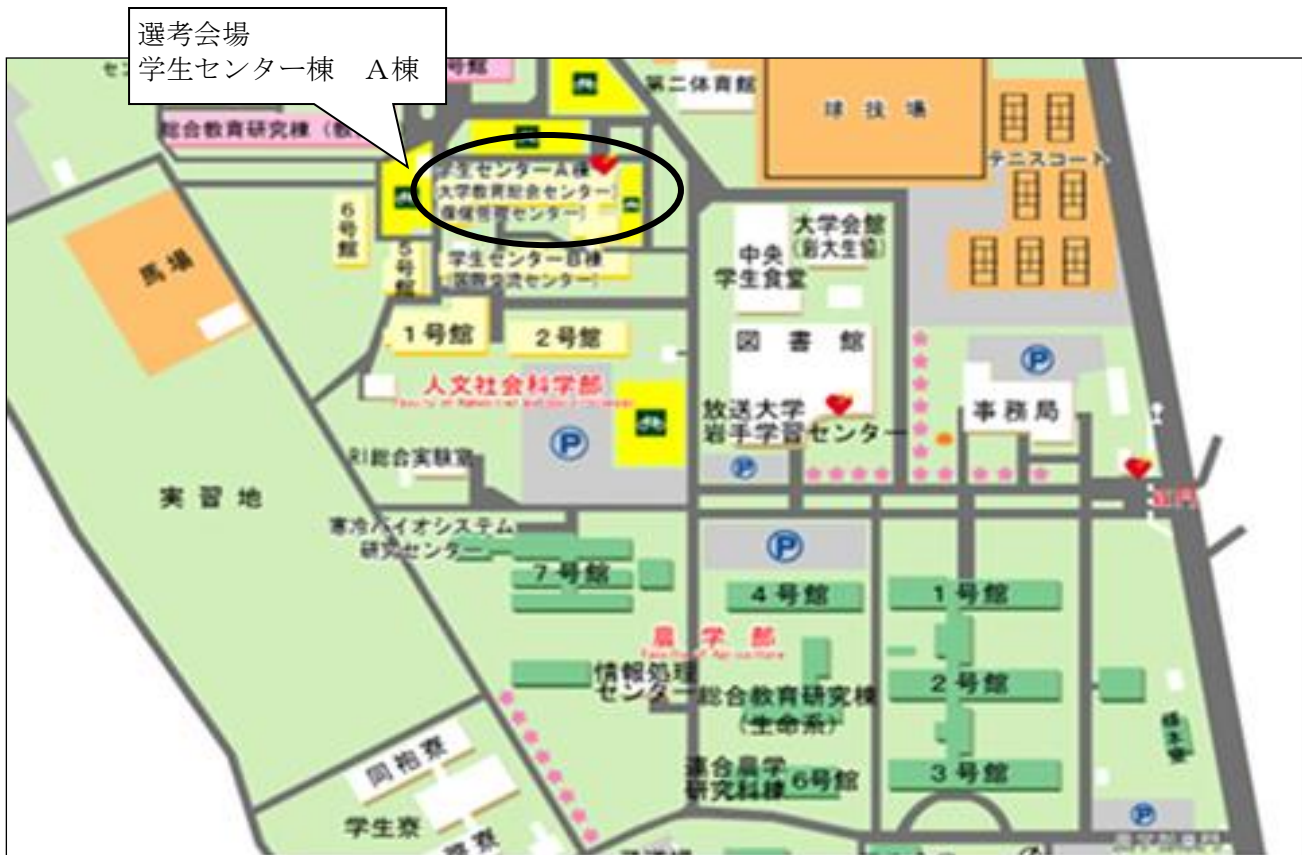 選考会場
学生センター棟　A棟
号館
第二体育館
球技場
総合教育研究棟（教
テニスコート
学生センターA棟
（大学教育総合センター）
（保健管理センター）
6号館
5号館
学生センターB棟
（国際交流センター）
馬場
中央
学生食堂
大学会館
（岩大生協）
1号館
2号館
図書館
人文社会科学部
放送大学
岩手学習センター
事務局
RI総合実験室
実習地
寒冷バイオシステム
研究センター
7号館
4号館
1号館
農学部
Faculty of Agriculture
情報処理
センター
総合教育研究棟
（生命系）
2号館
連合農学
研究科棟
6号館
3号館
同袍寮
学生寮